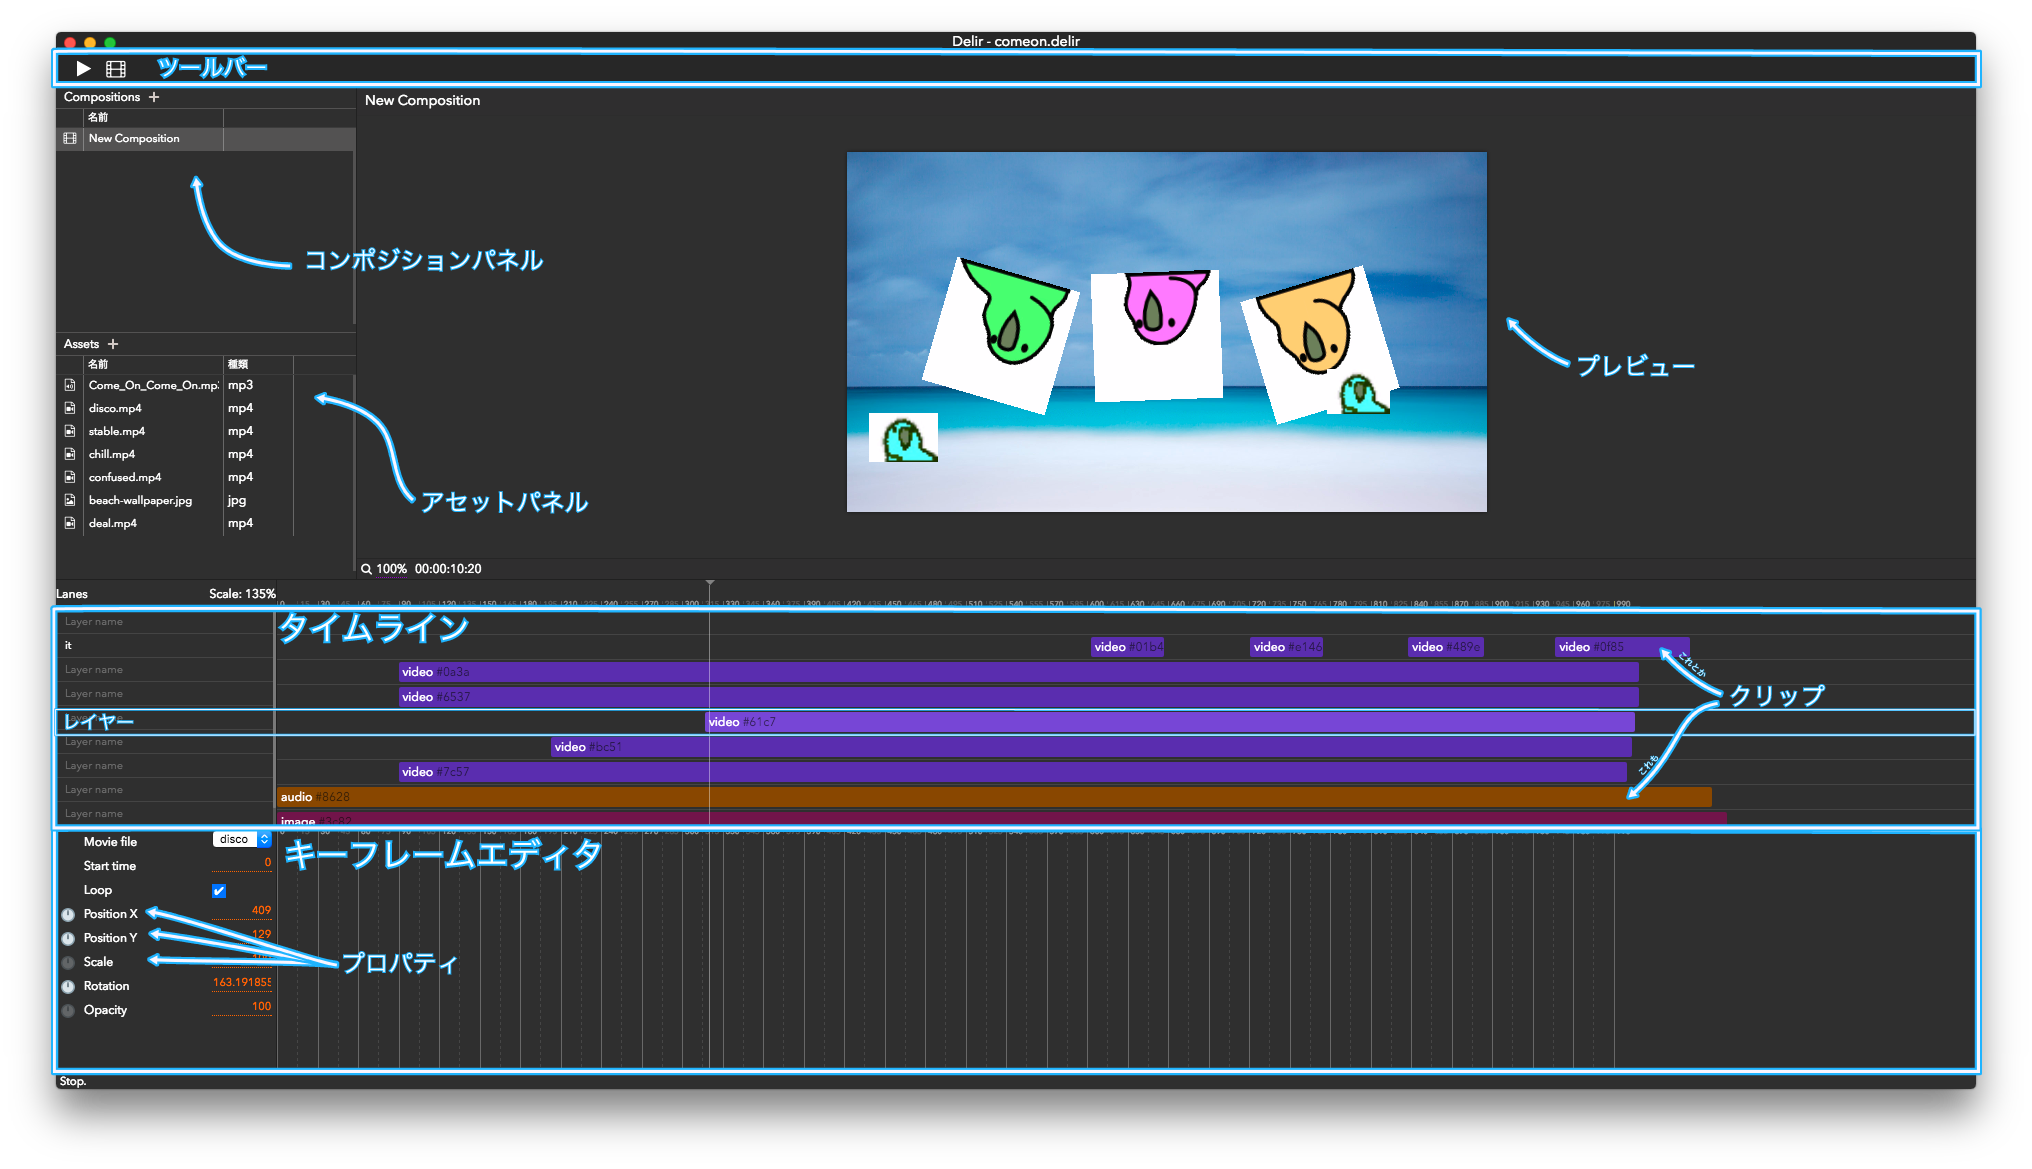 Delir - comeon.delir
ツールバー
Compositions +
名前
New Composition
コンポジションパネル
New Composition
プレビュー
Assets +
名前 種類
Come_On_Come_On.mp3 mp3
disco.mp4 mp4
stable.mp4 mp4
chill.mp4 mp4
confused.mp4 mp4
beach-wallpaper.jpg jpg
deal.mp4 mp4
アセットパネル
100% 00:00:10:20
Lanes Scale: 135%
タイムライン
Layer name
it
video #01b4 video #e146 video #489e video #0f85
これとか
クリップ
これも
Layer name
video #0a3a
Layer name
video #6537
レイヤー
video #61c7
Layer name
video #bc51
Layer name
video #7c57
Layer name
audio #8628
Layer name
image #3c82
キーフレームエディタ
Movie file disco
Start time 0
Loop
Position X 409
Position Y 129
Scale
プロパティ
Rotation 163.191855
Opacity 100
Stop.